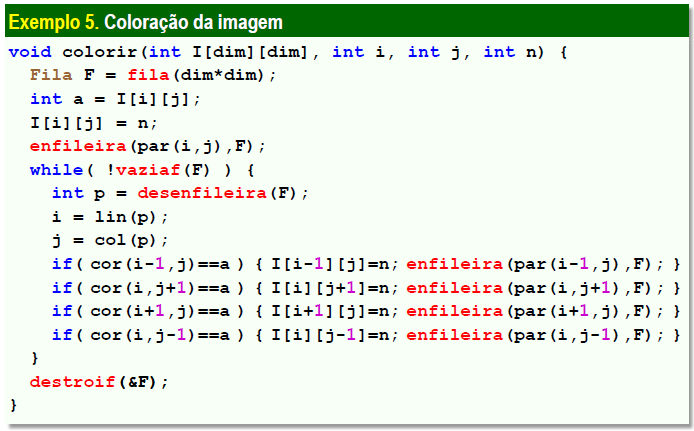 Exemplo 5. Coloração da imagem
void colorir(int I[dim][dim], int i, int j, int n) {
  Fila F = fila(dim*dim);
  int a = I[i][j];
  I[i][j] = n;
  enfileira(par(i,j),F);
  while( !vaziaf(F) ) {
    int p = desenfileira(F);
    i = lin(p);
    j = col(p);
    if( cor(i-1,j)==a ) { I[i-1][j]=n; enfileira(par(i-1,j),F); }
    if( cor(i,j+1)==a ) { I[i][j+1]=n; enfileira(par(i,j+1),F); }
    if( cor(i+1,j)==a ) { I[i+1][j]=n; enfileira(par(i+1,j),F); }
    if( cor(i,j-1)==a ) { I[i][j-1]=n; enfileira(par(i,j-1),F); }
  }
  destroif(&F);
}